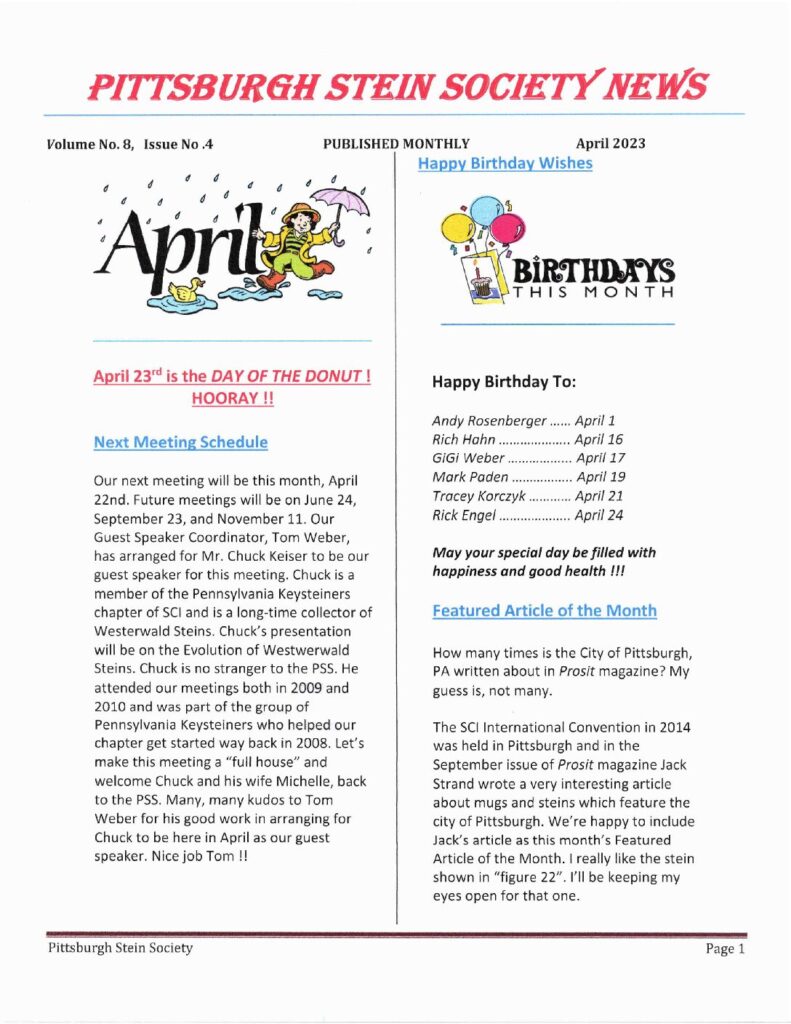 PITTSBURGH STEIN SOCIETY NEWS
Volume No. 8, Issue No .4 PUBLISHED MONTHLY April 2023
April
April 23rd is the DAY OF THE DONUT !
HOORAY !!
Next Meeting Schedule
Our next meeting will be this month, April
22nd. Future meetings will be on June 24,
September 23, and November 11. Our
Guest Speaker Coordinator, Tom Weber,
has arranged for Mr. Chuck Keiser to be our
guest speaker for this meeting. Chuck is a
member of the Pennsylvania Keysteiners
chapter of SCI and is a long-time collector of
Westerwald Steins. Chuck's presentation
will be on the Evolution of Westwerwald
Steins. Chuck is no stranger to the PSS. He
attended our meetings both in 2009 and
2010 and was part of the group of
Pennsylvania Keysteiners who helped our
chapter get started way back in 2008. Let's
make this meeting a "full house" and
welcome Chuck and his wife Michelle, back
to the PSS. Many, many kudos to Tom
Weber for his good work in arranging for
Chuck to be here in April as our guest
speaker. Nice job Tom !!
Happy Birthday Wishes
BIRTHDAYS
THIS MONTH
Happy Birthday To:
Andy Rosenberger ...... April 1
Rich Hahn ..................... April 16
GiGi Weber ................... April 17
Mark Paden ................. April 19
Tracey Korczyk ............ April 21
Rick Engel ..................... April 24
May your special day be filled with
happiness and good health !!!
Featured Article of the Month
How many times is the City of Pittsburgh,
PA written about in Prosit magazine? My
guess is, not many.
The SCI International Convention in 2014
was held in Pittsburgh and in the
September issue of Prosit magazine Jack
Strand wrote a very interesting article
about mugs and steins which feature the
city of Pittsburgh. We're happy to include
Jack's article as this month's Featured
Article of the Month. I really like the stein
shown in "figure 22". I'll be keeping my
eyes open for that one.
Pittsburgh Stein Society Page 1